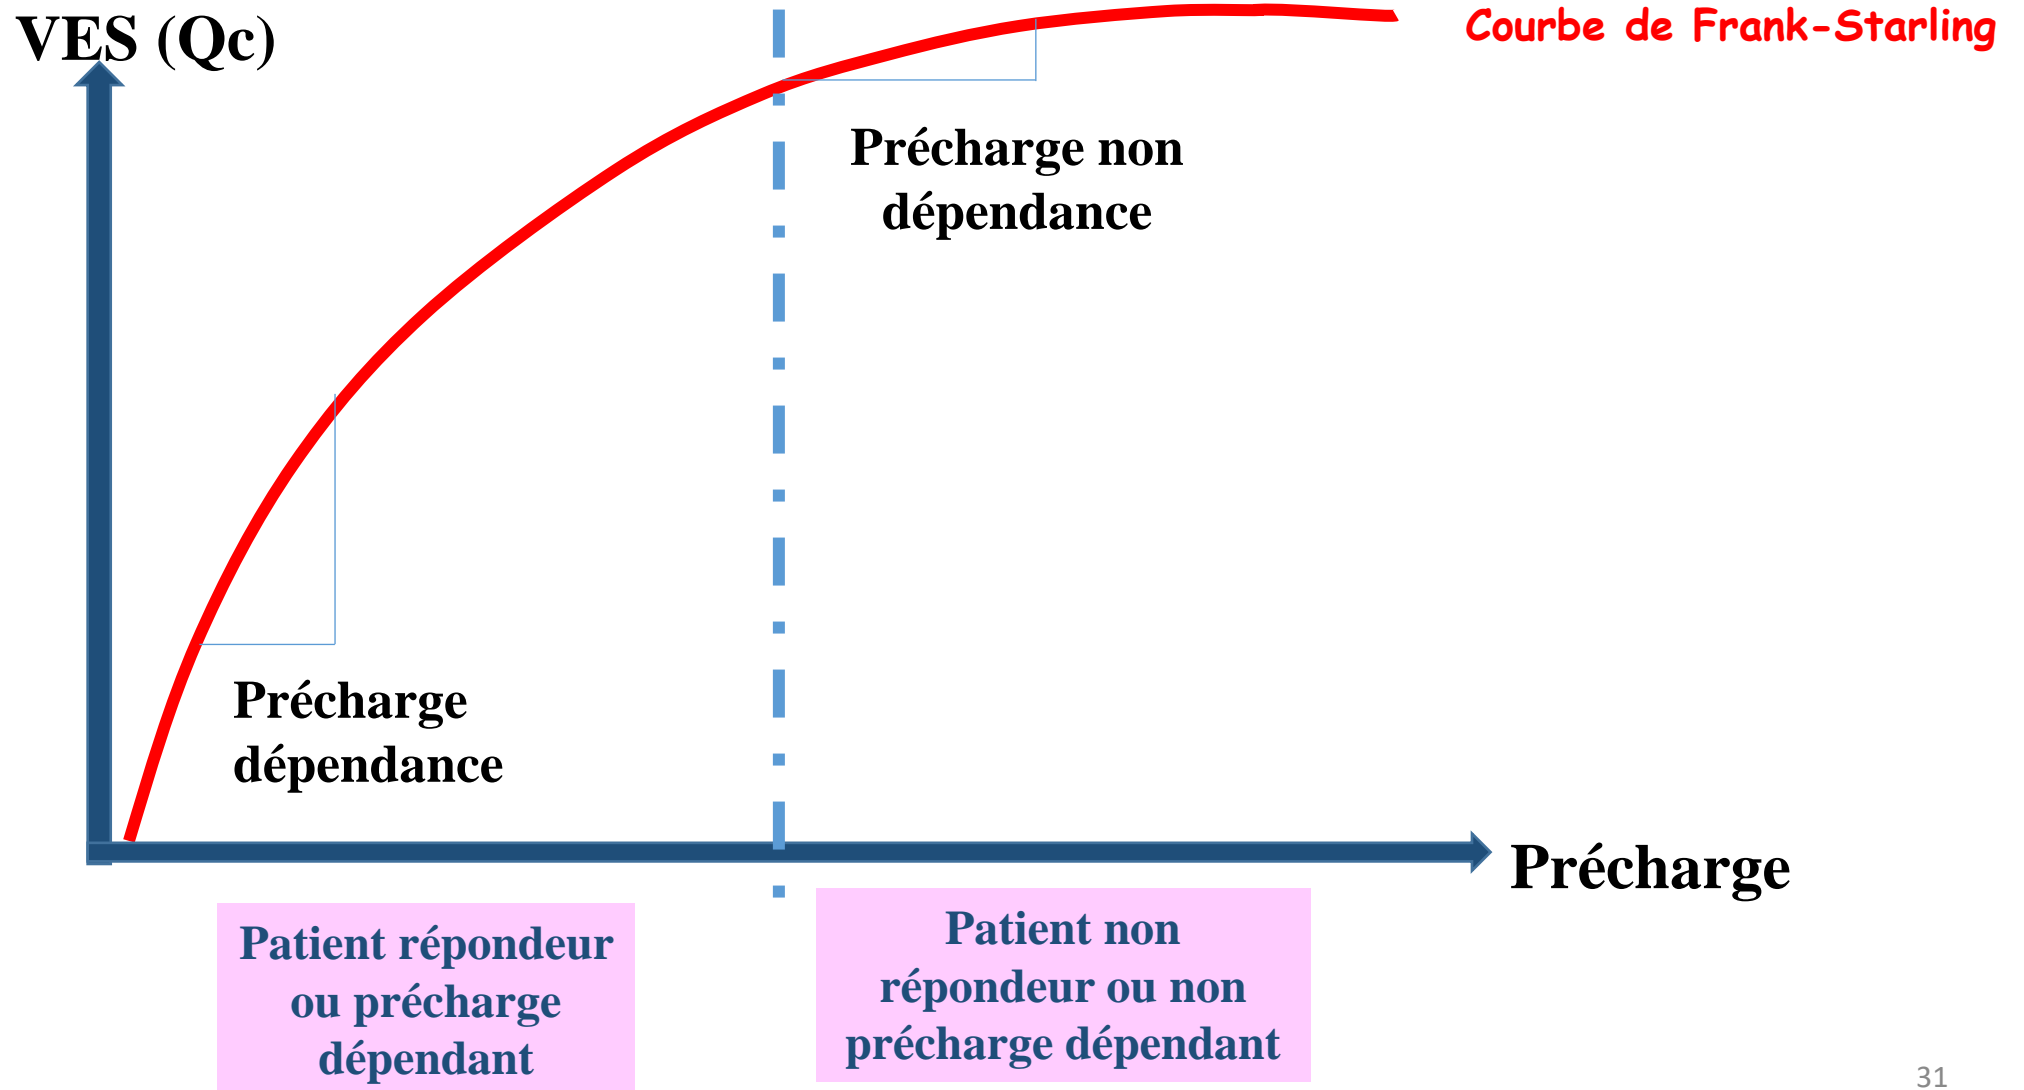 VES (Qc)
Courbe de Frank-Starling
Précharge non
dépendance
Précharge
dépendance
Précharge
Patient répondeur
ou précharge
dépendant
Patient non
répondeur ou non
précharge dépendant
31